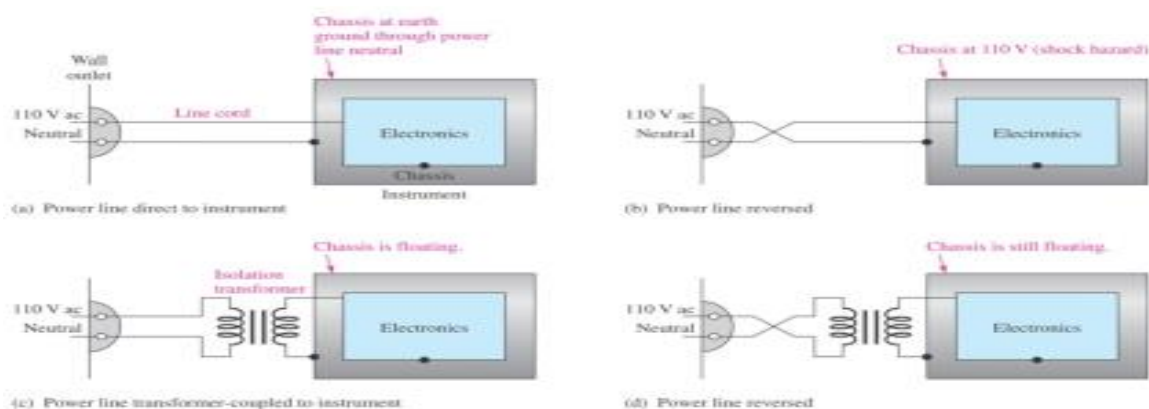 Chassis at earth
ground through power
line neutral
Wall
outlet
110 V ac
Neutral
Line cord
Electronics
Chassis
Instrument
(a) Power line direct to instrument
Chassis at 110 V (shock hazard)
110 V ac
Neutral
Electronics
(b) Power line reversed
Chassis is floating.
Isolation
transformer
110 V ac
Neutral
Electronics
(c) Power line transformer-coupled to instrument
Chassis is still floating.
110 V ac
Neutral
Electronics
(d) Power line reversed